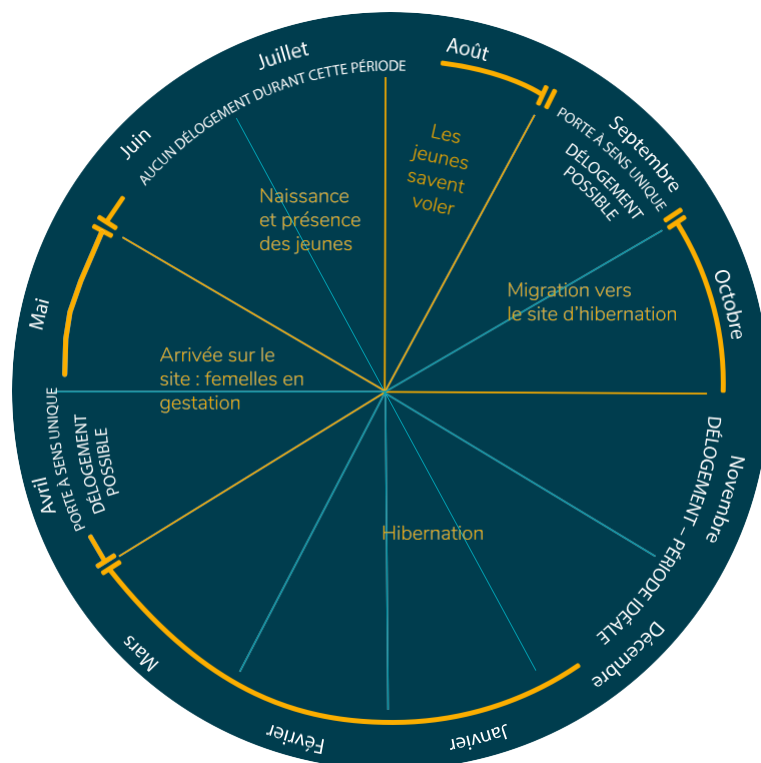 Janvier
Février
Mars
Avril
PORTE À SENS UNIQUE
DÉLOGEMENT
POSSIBLE
Mai
Juin
Juillet
AUCUN DÉLOGEMENT DURANT CETTE PÉRIODE
Août
Septembre
PORTE À SENS UNIQUE
DÉLOGEMENT
POSSIBLE
Octobre
Novembre
Décembre
DÉLOGEMENT – PÉRIODE IDÉALE
Les
jeunes
savent
voler
Naissance
et présence
des jeunes
Migration vers
le site d’hibernation
Arrivée sur le
site : femelles en
gestation
Hibernation